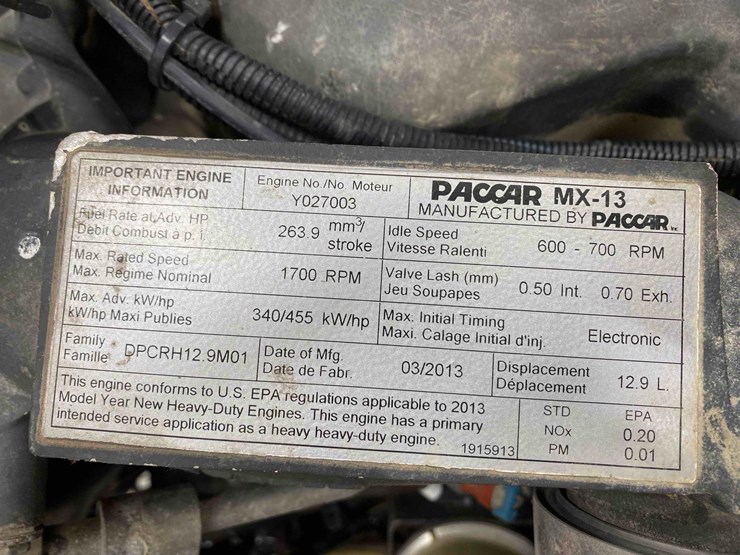 IMPORTANT ENGINE
INFORMATION
Engine No./No. Moteur
Y027003
PACCAR MX-13
MANUFACTURED BY PACCAR INC
Fuel Rate at Adv. HP
Débit Combust à p. i.
263.9 mm³/
stroke
Idle Speed
Vitesse Ralenti
600 - 700 RPM
Max. Rated Speed
Max. Régime Nominal
1700 RPM
Valve Lash (mm)
Jeu Soupapes
0.50 Int. 0.70 Exh.
Max. Adv. kW/hp
kW/hp Maxi Publies
340/455 kW/hp
Max. Initial Timing
Maxi. Calage Initial d'inj.
Electronic
Family
Famille
DPCRH12.9M01
Date of Mfg.
Date de Fabr.
03/2013
Displacement
Déplacement
12.9 L.
This engine conforms to U.S. EPA regulations applicable to 2013
Model Year New Heavy-Duty Engines. This engine has a primary
intended service application as a heavy heavy-duty engine.
1915913
STD EPA
NOx 0.20
PM 0.01